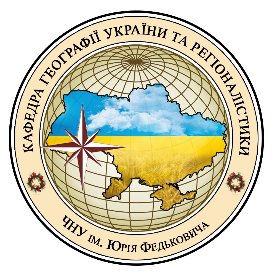 КАФЕДРА ГЕОГРАФІЇ УКРАЇНИ ТА РЕГІОНАЛІСТИКИ
ЧНУ ім. Юрія Федьковича